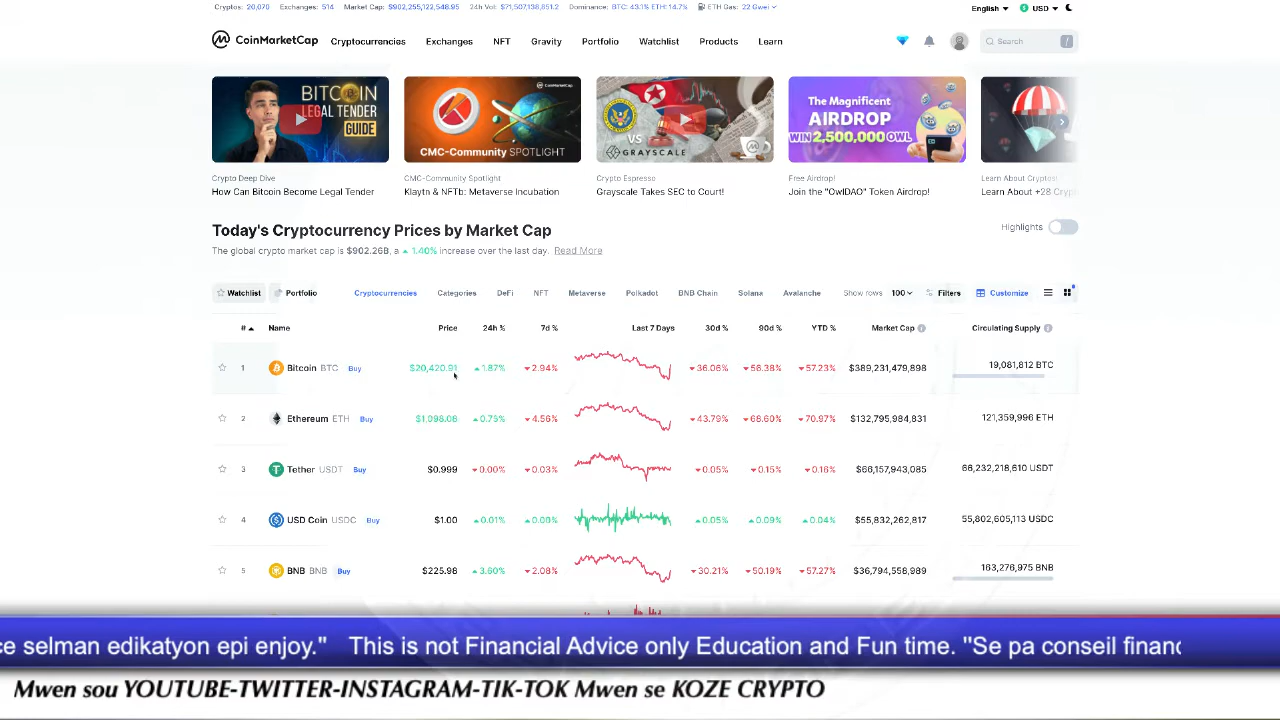 Cryptos: 20,070 Exchanges: 514 Market Cap: $902,255,122,548.95 24h Vol: $71,507,138,651.2 Dominance: BTC: 43.1% ETH: 14.7% ETH Gas: 22 Gwei English USD
CoinMarketCap Cryptocurrencies Exchanges NFT Gravity Portfolio Watchlist Products Learn Search /
BITCOIN LEGAL TENDER GUIDE
CoinMarketCap
CMC-Community SPOTLIGHT
VS GRAYSCALE
The Magnificent AIRDROP WIN 2,500,000 OWL
Crypto Deep Dive CMC-Community Spotlight Crypto Espresso Free Airdrop! Learn About Cryptos!
How Can Bitcoin Become Legal Tender Klaytn & NFTb: Metaverse Incubation Grayscale Takes SEC to Court! Join the "OwlDAO" Token Airdrop! Learn About +28 Cryp
Today's Cryptocurrency Prices by Market Cap Highlights
The global crypto market cap is $902.26B, a 1.40% increase over the last day. Read More
Watchlist Portfolio Cryptocurrencies Categories DeFi NFT Metaverse Polkadot BNB Chain Solana Avalanche Show rows 100 Filters Customize
# Name Price 24h % 7d % Last 7 Days 30d % 90d % YTD % Market Cap Circulating Supply
1 Bitcoin BTC Buy $20,420.91 1.87% 2.94% 36.06% 56.38% 57.23% $389,231,479,898 19,081,812 BTC
2 Ethereum ETH Buy $1,098.08 0.75% 4.56% 43.79% 68.60% 70.97% $132,795,984,831 121,359,996 ETH
3 Tether USDT Buy $0.999 0.00% 0.03% 0.05% 0.15% 0.16% $66,157,943,085 66,232,218,610 USDT
4 USD Coin USDC Buy $1.00 0.01% 0.00% 0.05% 0.09% 0.04% $55,832,262,817 55,802,605,113 USDC
5 BNB BNB Buy $225.98 3.60% 2.08% 30.21% 50.19% 57.27% $36,794,558,989 163,276,975 BNB
ce selman edikatyon epi enjoy." This is not Financial Advice only Education and Fun time. "Se pa conseil financ
Mwen sou YOUTUBE-TWITTER-INSTAGRAM-TIK-TOK Mwen se KOZE CRYPTO